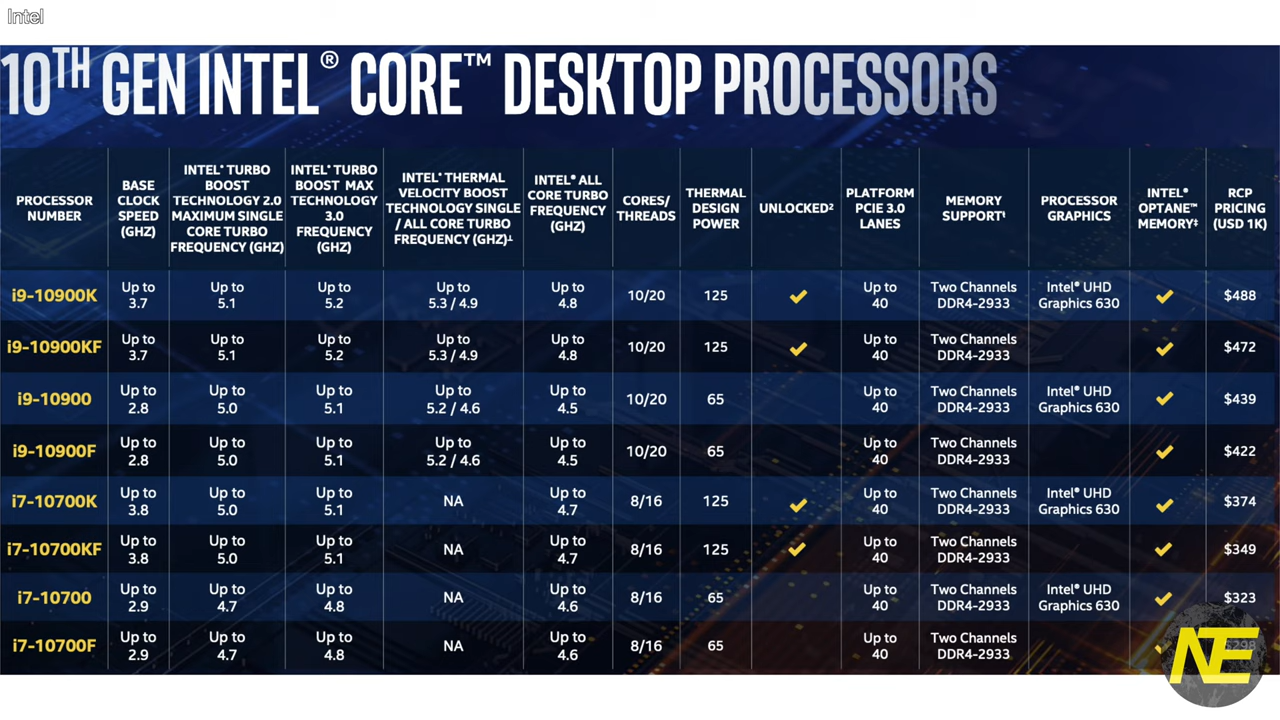 Intel
10TH GEN INTEL® CORE™ DESKTOP PROCESSORS
PROCESSOR NUMBER
BASE CLOCK SPEED (GHZ)
INTEL® TURBO BOOST TECHNOLOGY 2.0 MAXIMUM SINGLE CORE TURBO FREQUENCY (GHZ)
INTEL® TURBO BOOST MAX TECHNOLOGY 3.0 FREQUENCY (GHZ)
INTEL® THERMAL VELOCITY BOOST TECHNOLOGY SINGLE / ALL CORE TURBO FREQUENCY (GHZ)⊥
INTEL® ALL CORE TURBO FREQUENCY (GHZ)
CORES/ THREADS
THERMAL DESIGN POWER
UNLOCKED²
PLATFORM PCIE 3.0 LANES
MEMORY SUPPORT
PROCESSOR GRAPHICS
INTEL® OPTANE™ MEMORY‡
RCP PRICING (USD 1K)
i9-10900K Up to 3.7 Up to 5.1 Up to 5.2 Up to 5.3 / 4.9 Up to 4.8 10/20 125 ✓ Up to 40 Two Channels DDR4-2933 Intel® UHD Graphics 630 ✓ $488
i9-10900KF Up to 3.7 Up to 5.1 Up to 5.2 Up to 5.3 / 4.9 Up to 4.8 10/20 125 ✓ Up to 40 Two Channels DDR4-2933 ✓ $472
i9-10900 Up to 2.8 Up to 5.0 Up to 5.1 Up to 5.2 / 4.6 Up to 4.5 10/20 65 Up to 40 Two Channels DDR4-2933 Intel® UHD Graphics 630 ✓ $439
i9-10900F Up to 2.8 Up to 5.0 Up to 5.1 Up to 5.2 / 4.6 Up to 4.5 10/20 65 Up to 40 Two Channels DDR4-2933 ✓ $422
i7-10700K Up to 3.8 Up to 5.0 Up to 5.1 NA Up to 4.7 8/16 125 ✓ Up to 40 Two Channels DDR4-2933 Intel® UHD Graphics 630 ✓ $374
i7-10700KF Up to 3.8 Up to 5.0 Up to 5.1 NA Up to 4.7 8/16 125 ✓ Up to 40 Two Channels DDR4-2933 ✓ $349
i7-10700 Up to 2.9 Up to 4.7 Up to 4.8 NA Up to 4.6 8/16 65 Up to 40 Two Channels DDR4-2933 Intel® UHD Graphics 630 ✓ $323
i7-10700F Up to 2.9 Up to 4.7 Up to 4.8 NA Up to 4.6 8/16 65 Up to 40 Two Channels DDR4-2933 ✓
NE